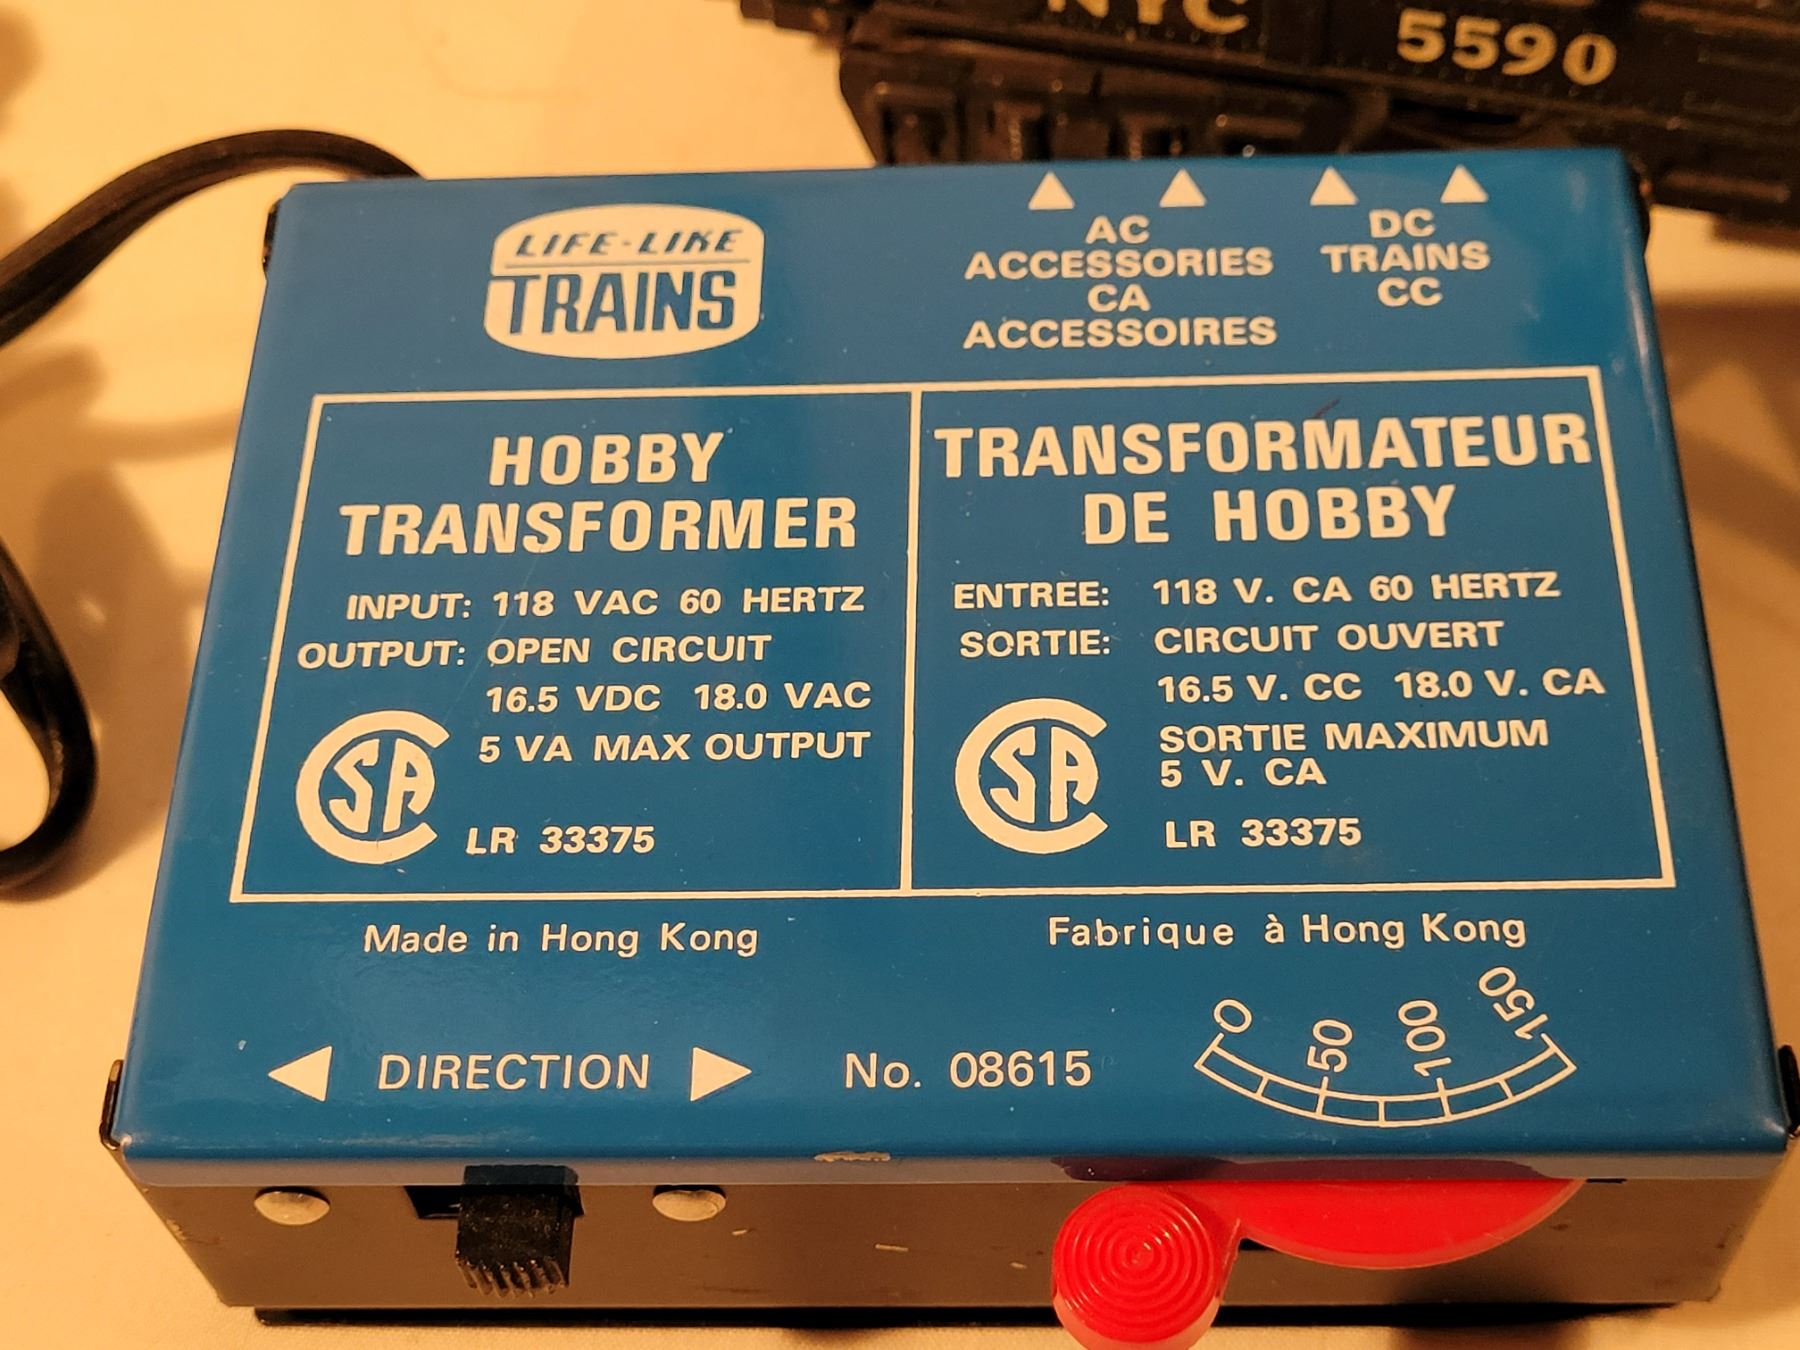 NYC 5590
LIFE-LIKE
TRAINS
AC
ACCESSORIES
CA
ACCESSOIRES
DC
TRAINS
CC
HOBBY
TRANSFORMER
INPUT: 118 VAC 60 HERTZ
OUTPUT: OPEN CIRCUIT
16.5 VDC 18.0 VAC
5 VA MAX OUTPUT
CSA
LR 33375
TRANSFORMATEUR
DE HOBBY
ENTREE: 118 V. CA 60 HERTZ
SORTIE: CIRCUIT OUVERT
16.5 V. CC 18.0 V. CA
SORTIE MAXIMUM
5 V. CA
CSA
LR 33375
Made in Hong Kong
Fabrique à Hong Kong
DIRECTION
No. 08615
0 50 100 150